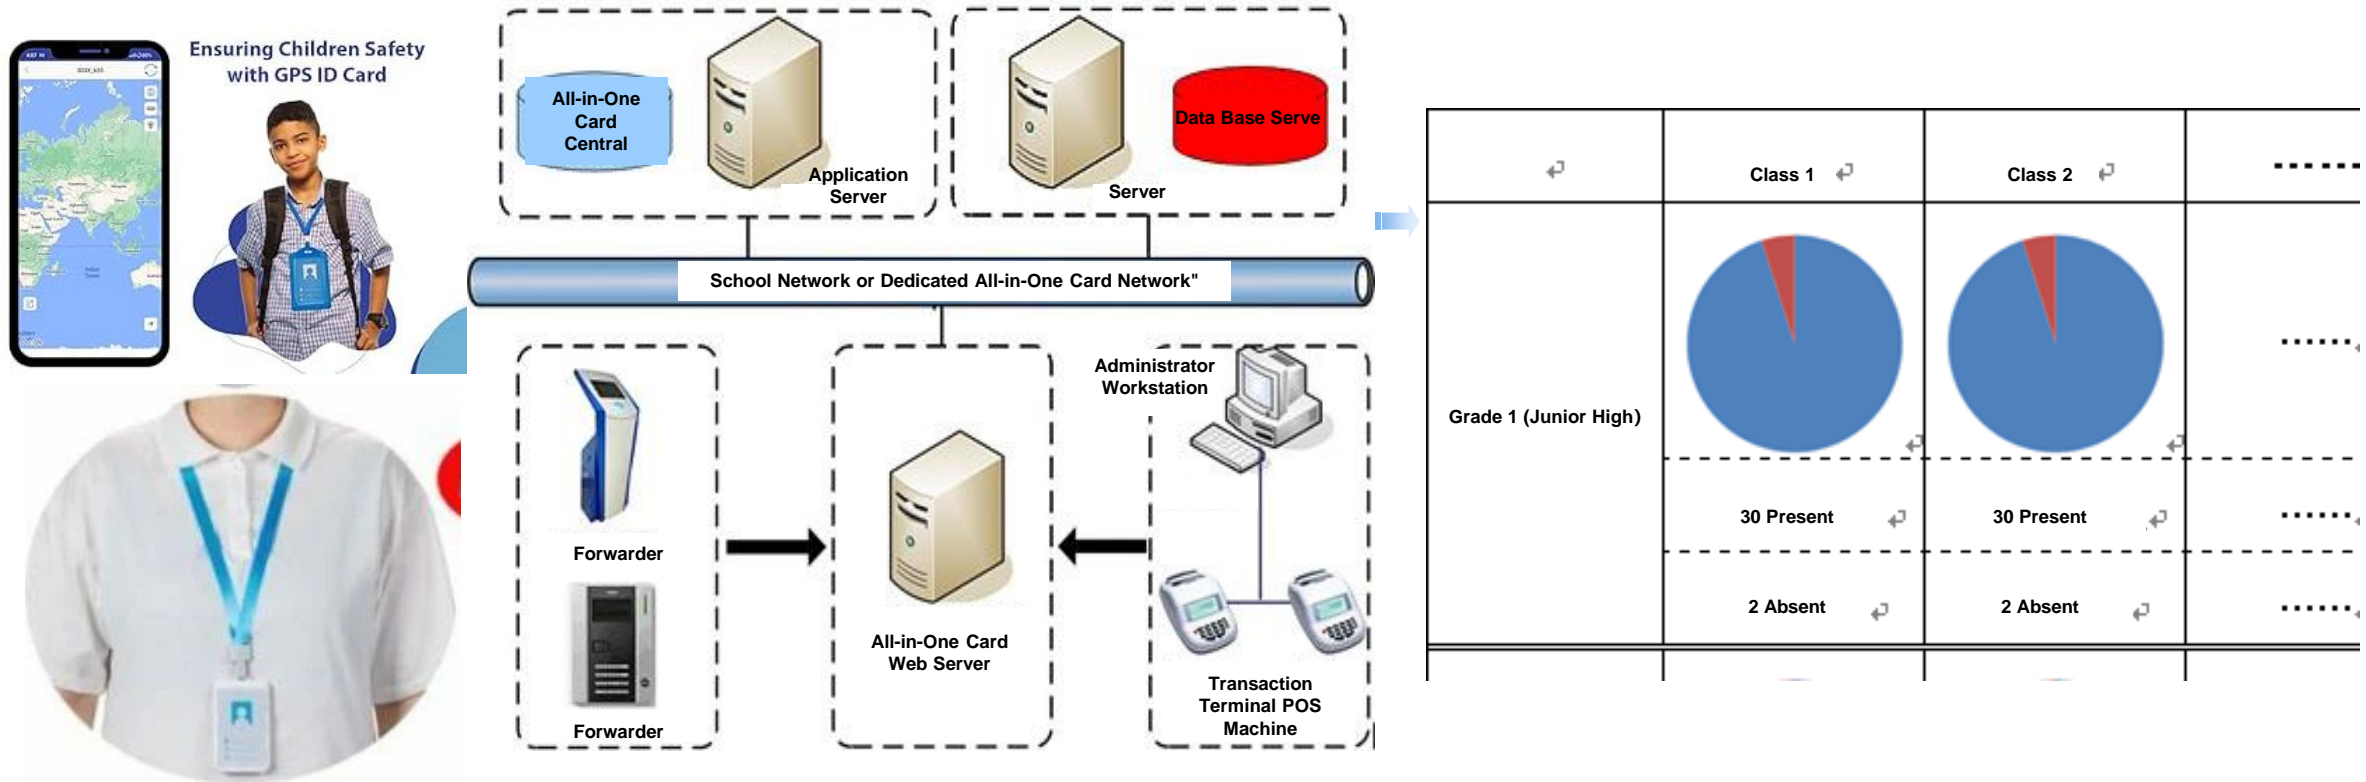 Ensuring Children Safety
with GPS ID Card
All-in-One
Card
Central
Application
Server
Server
Data Base Serve
School Network or Dedicated All-in-One Card Network"
Forwarder
Forwarder
All-in-One Card
Web Server
Administrator
Workstation
Transaction
Terminal POS
Machine
Class 1
Class 2
Grade 1 (Junior High)
30 Present
30 Present
2 Absent
2 Absent